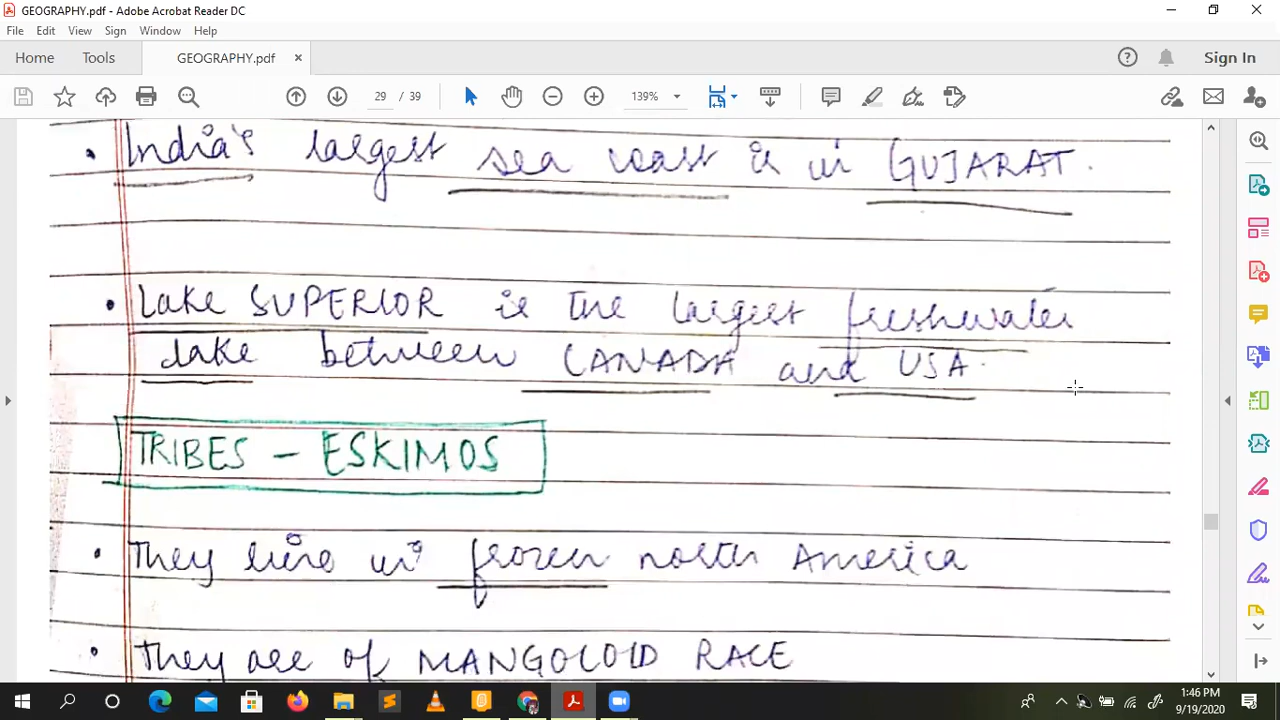 GEOGRAPHY.pdf - Adobe Acrobat Reader DC
File Edit View Sign Window Help
Home Tools GEOGRAPHY.pdf × Sign In
29 / 39 139%
• India's largest sea coast is in GUJARAT.
• Lake SUPERIOR is the largest freshwater
lake between CANADA and USA.
TRIBES - ESKIMOS
• They live in frozen north America
• They are of MANGOLOID RACE
1:46 PM
9/19/2020